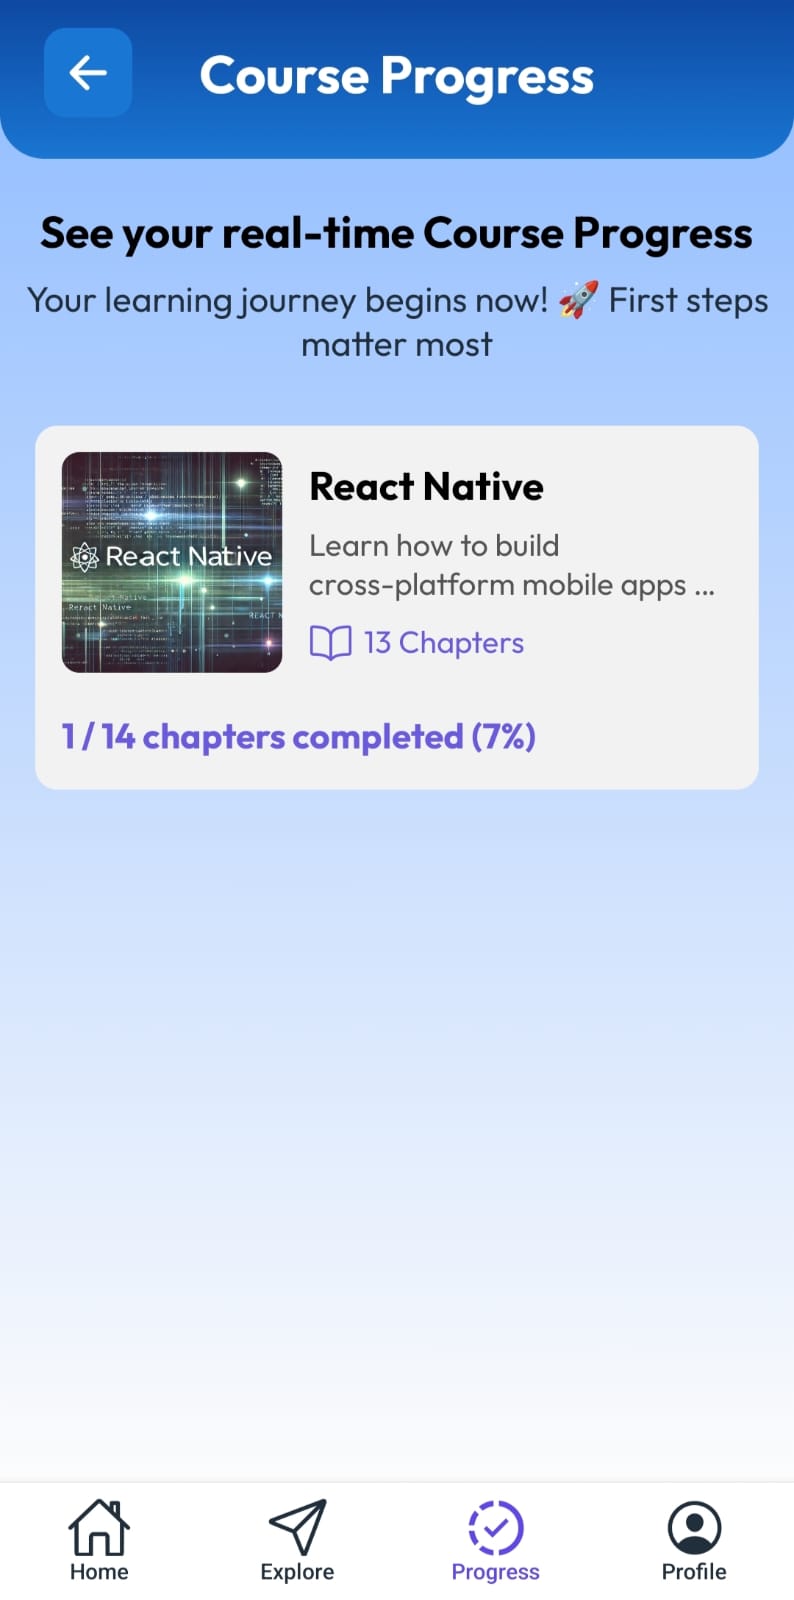 Course Progress
See your real-time Course Progress
Your learning journey begins now! 🚀 First steps
matter most
React Native
React Native
Learn how to build
cross-platform mobile apps ...
13 Chapters
1 / 14 chapters completed (7%)
Home
Explore
Progress
Profile